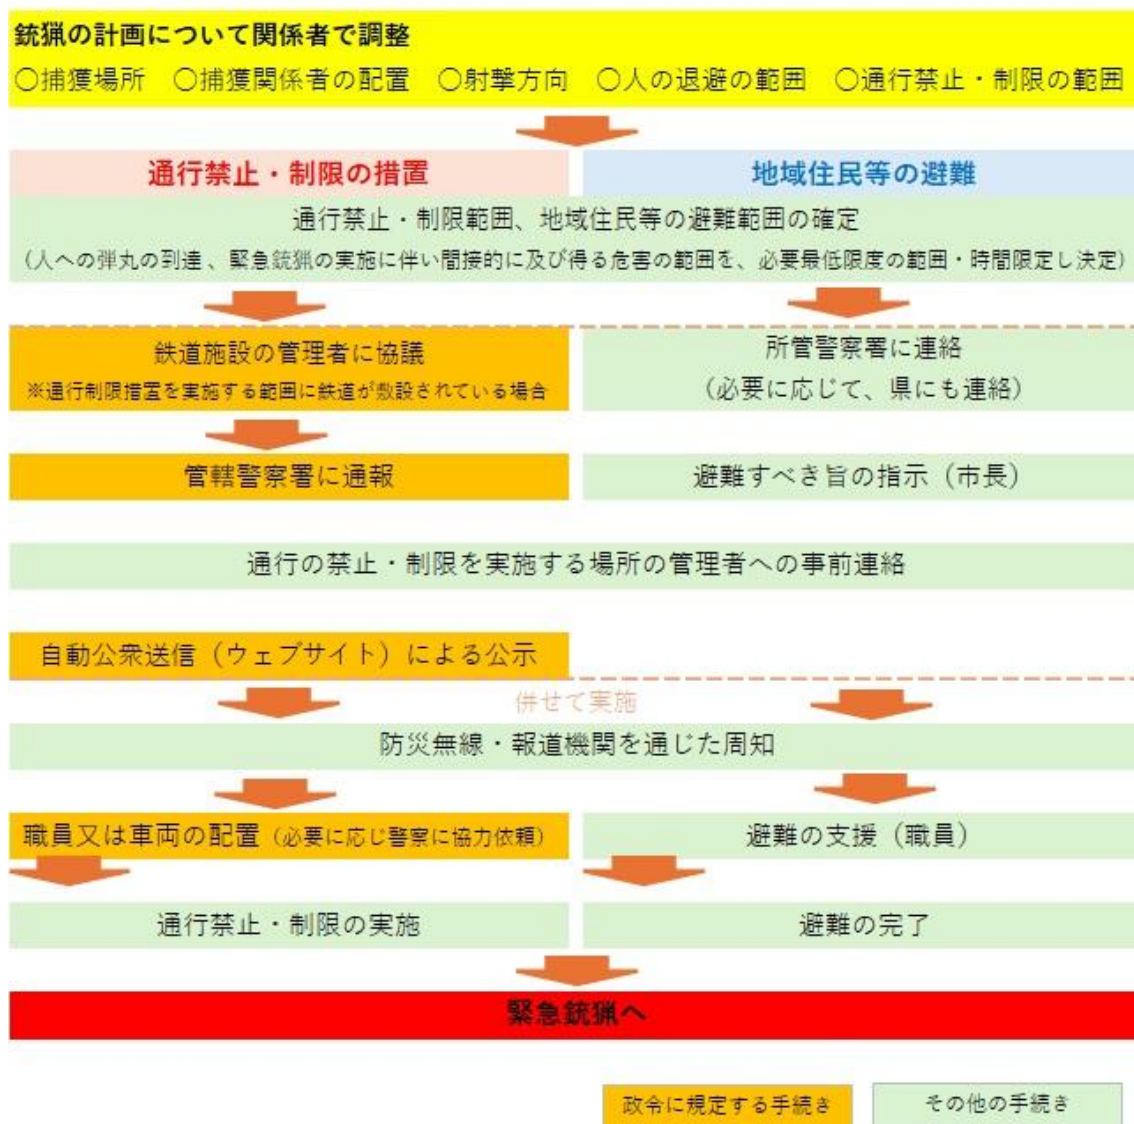 銃猟の計画について関係者で調整
○捕獲場所　○捕獲関係者の配置　○射撃方向　○人の退避の範囲　○通行禁止・制限の範囲
通行禁止・制限の措置
地域住民等の避難
通行禁止・制限範囲、地域住民等の避難範囲の確定
（人への弾丸の到達、緊急銃猟の実施に伴い間接的に及び得る危害の範囲を、必要最低限度の範囲・時間限定し決定）
鉄道施設の管理者に協議
※通行制限措置を実施する範囲に鉄道が敷設されている場合
所管警察署に連絡
（必要に応じて、県にも連絡）
管轄警察署に通報
避難すべき旨の指示（市長）
通行の禁止・制限を実施する場所の管理者への事前連絡
自動公衆送信（ウェブサイト）による公示
併せて実施
防災無線・報道機関を通じた周知
職員又は車両の配置（必要に応じ警察に協力依頼）
避難の支援（職員）
通行禁止・制限の実施
避難の完了
緊急銃猟へ
政令に規定する手続き
その他の手続き